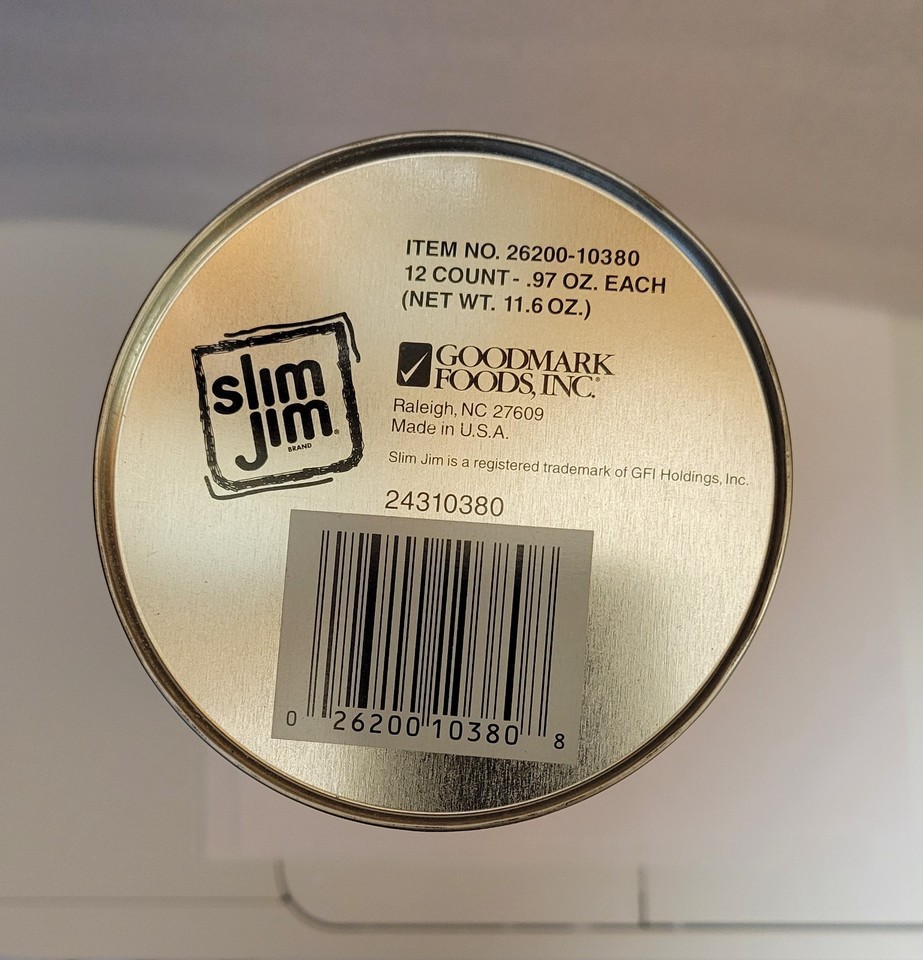 ITEM NO. 26200-10380
12 COUNT - .97 OZ. EACH
(NET WT. 11.6 OZ.)
slim
jim®
BRAND
GOODMARK
FOODS, INC.®
Raleigh, NC 27609
Made in U.S.A.
Slim Jim is a registered trademark of GFI Holdings, Inc.
24310380
0 26200 10380 8